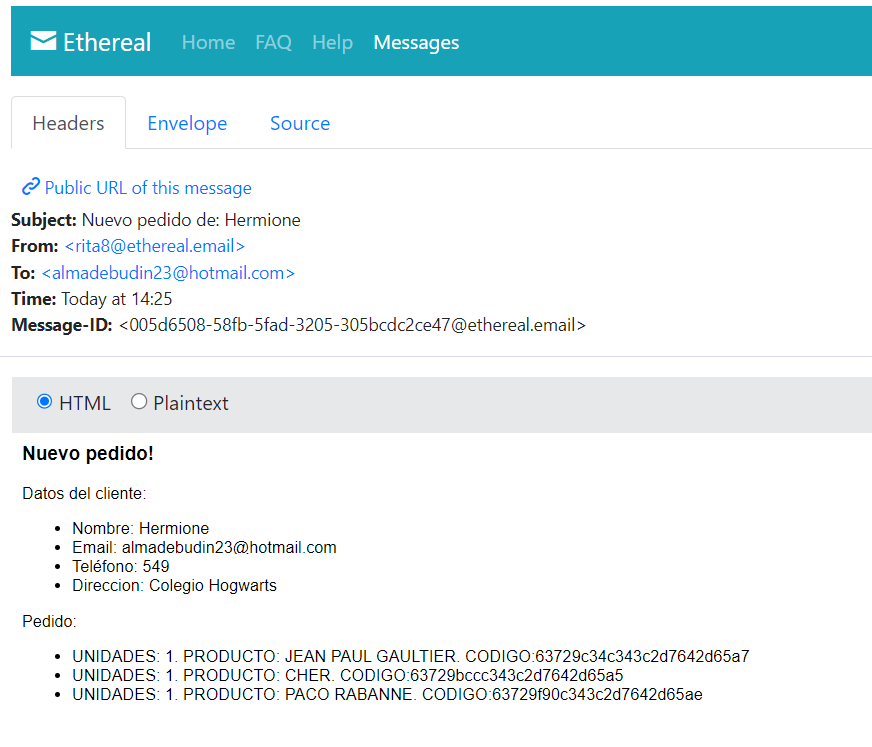 Ethereal Home FAQ Help Messages
Headers Envelope Source
Public URL of this message
Subject: Nuevo pedido de: Hermione
From: <rita8@ethereal.email>
To: <almadebudin23@hotmail.com>
Time: Today at 14:25
Message-ID: <005d6508-58fb-5fad-3205-305bcdc2ce47@ethereal.email>
HTML Plaintext
Nuevo pedido!
Datos del cliente:
Nombre: Hermione
Email: almadebudin23@hotmail.com
Teléfono: 549
Direccion: Colegio Hogwarts
Pedido:
UNIDADES: 1. PRODUCTO: JEAN PAUL GAULTIER. CODIGO:63729c34c343c2d7642d65a7
UNIDADES: 1. PRODUCTO: CHER. CODIGO:63729bccc343c2d7642d65a5
UNIDADES: 1. PRODUCTO: PACO RABANNE. CODIGO:63729f90c343c2d7642d65ae